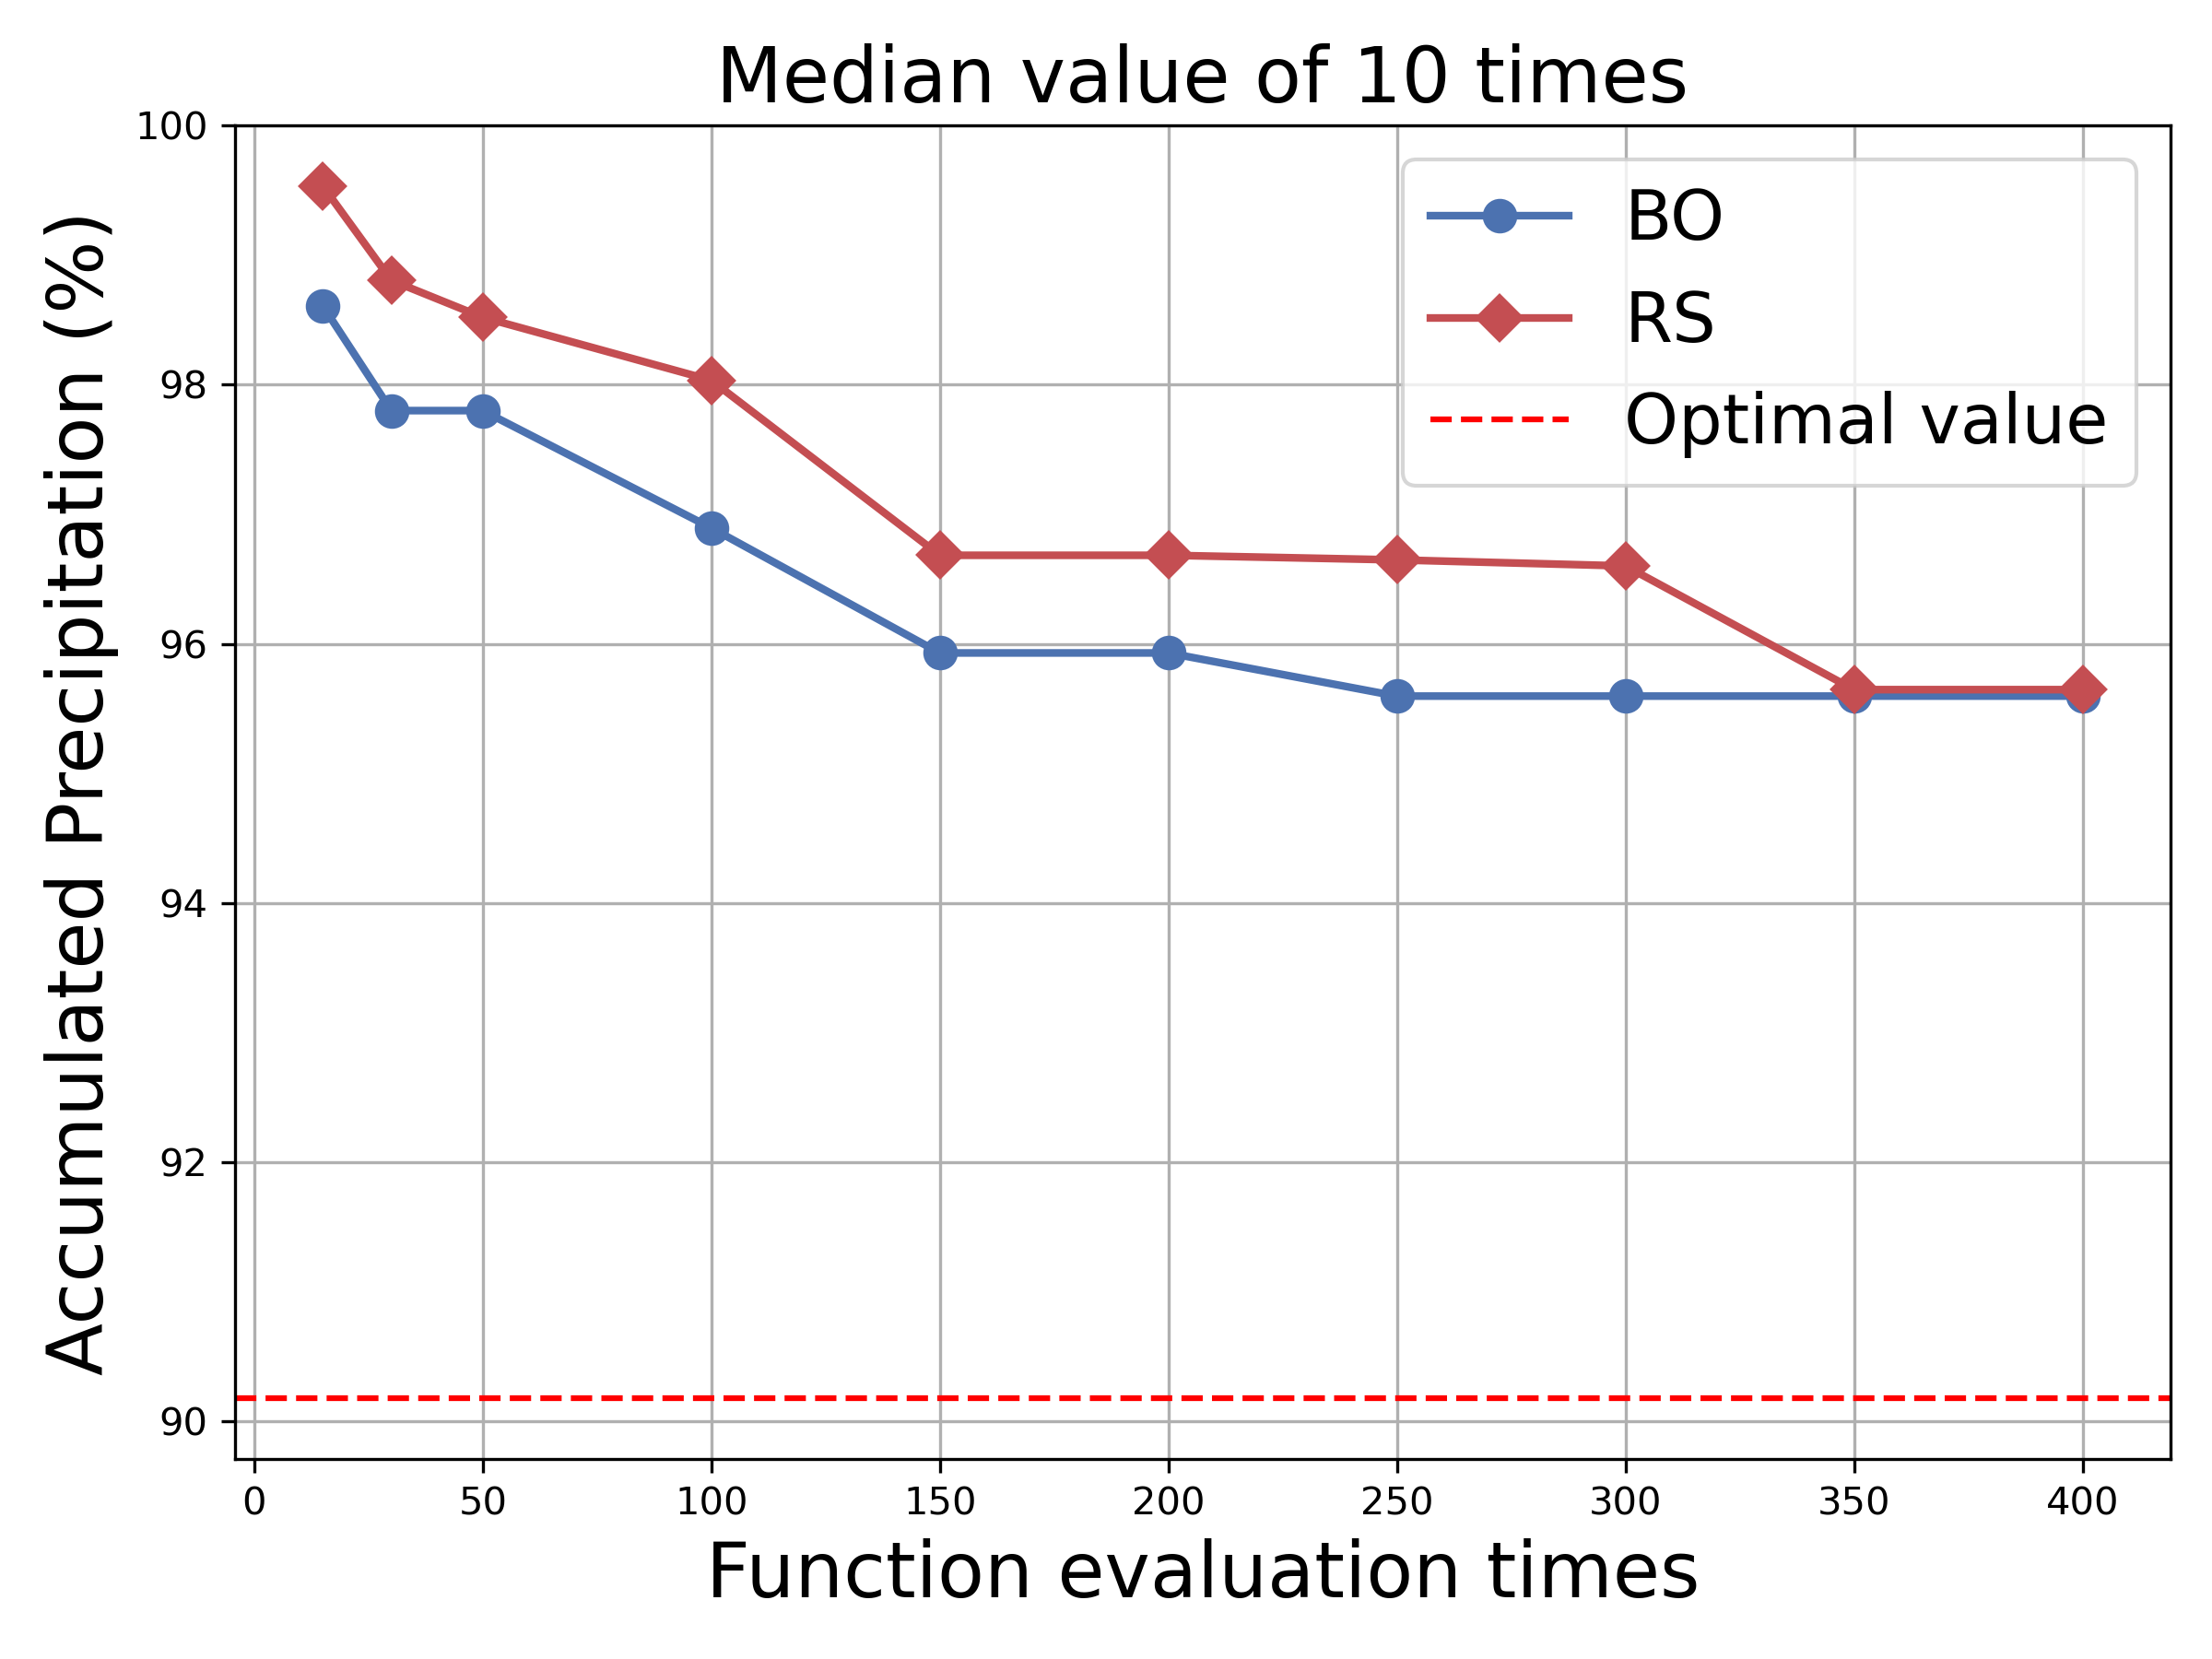 Median value of 10 times
Accumulated Precipitation (%)
100
98
96
94
92
90
BO
RS
Optimal value
0 50 100 150 200 250 300 350 400
Function evaluation times